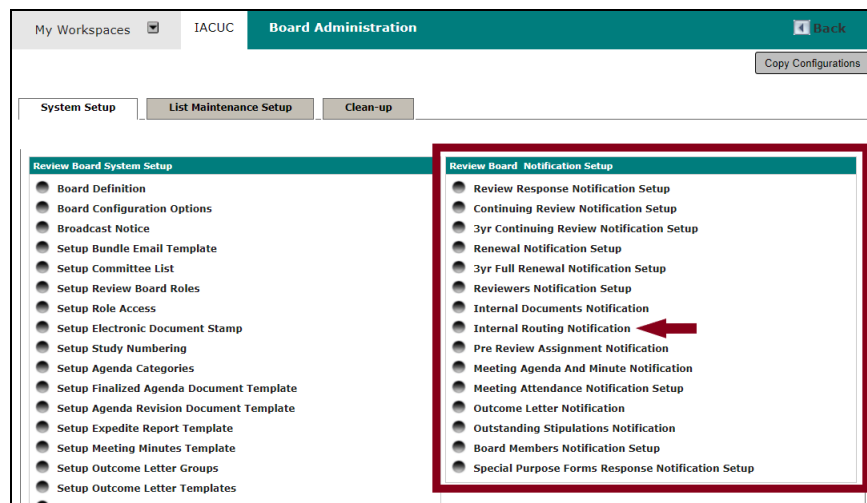 My Workspaces IACUC Board Administration Back
Copy Configurations
System Setup List Maintenance Setup Clean-up
Review Board System Setup
Board Definition
Board Configuration Options
Broadcast Notice
Setup Bundle Email Template
Setup Committee List
Setup Review Board Roles
Setup Role Access
Setup Electronic Document Stamp
Setup Study Numbering
Setup Agenda Categories
Setup Finalized Agenda Document Template
Setup Agenda Revision Document Template
Setup Expedite Report Template
Setup Meeting Minutes Template
Setup Outcome Letter Groups
Setup Outcome Letter Templates
Review Board Notification Setup
Review Response Notification Setup
Continuing Review Notification Setup
3yr Continuing Review Notification Setup
Renewal Notification Setup
3yr Full Renewal Notification Setup
Reviewers Notification Setup
Internal Documents Notification
Internal Routing Notification
Pre Review Assignment Notification
Meeting Agenda And Minute Notification
Meeting Attendance Notification Setup
Outcome Letter Notification
Outstanding Stipulations Notification
Board Members Notification Setup
Special Purpose Forms Response Notification Setup